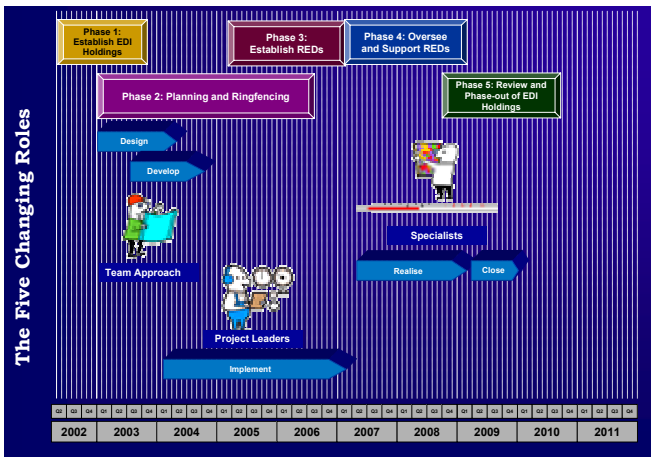 The Five Changing Roles
Phase 1:
Establish EDI
Holdings
Phase 3:
Establish REDs
Phase 4: Oversee
and Support REDs
Phase 2: Planning and Ringfencing
Phase 5: Review and
Phase-out of EDI
Holdings
Design
Develop
Team Approach
Specialists
Realise
Close
Project Leaders
Implement
Q2 Q3 Q4 Q1 Q2 Q3 Q4 Q1 Q2 Q3 Q4 Q1 Q2 Q3 Q4 Q1 Q2 Q3 Q4 Q1 Q2 Q3 Q4 Q1 Q2 Q3 Q4 Q1 Q2 Q3 Q4 Q1 Q2 Q3 Q4 Q1 Q2 Q3 Q4
2002 2003 2004 2005 2006 2007 2008 2009 2010 2011